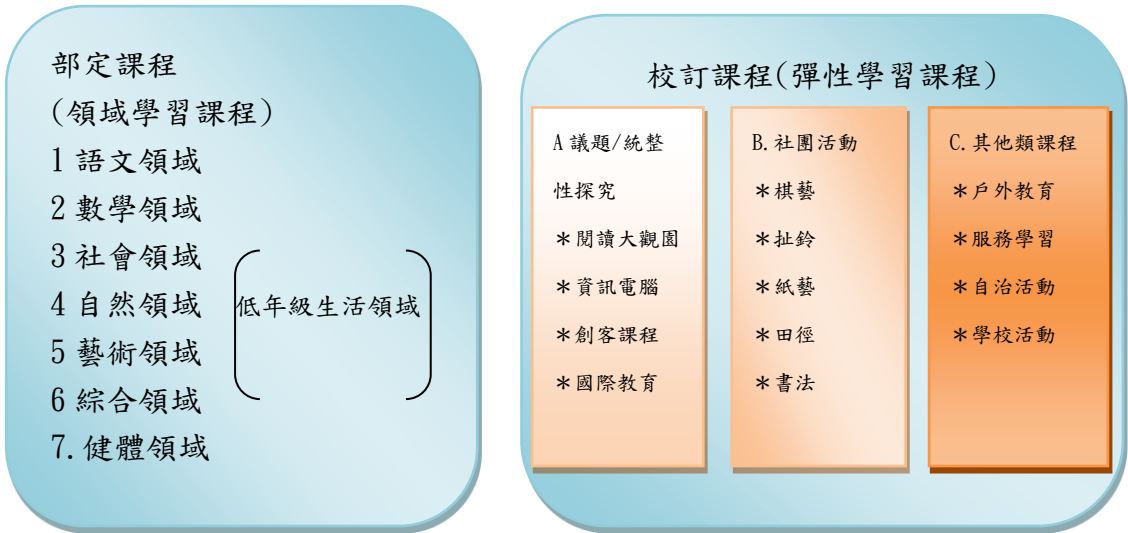 部定課程
(領域學習課程)
1 語文領域
2 數學領域
3 社會領域
4 自然領域
5 藝術領域
6 綜合領域
7.健體領域
低年級生活領域
校訂課程(彈性學習課程)
A 議題/統整
性探究
＊閱讀大觀園
＊資訊電腦
＊創客課程
＊國際教育
B.社團活動
＊棋藝
＊扯鈴
＊紙藝
＊田徑
＊書法
C.其他類課程
＊戶外教育
＊服務學習
＊自治活動
＊學校活動